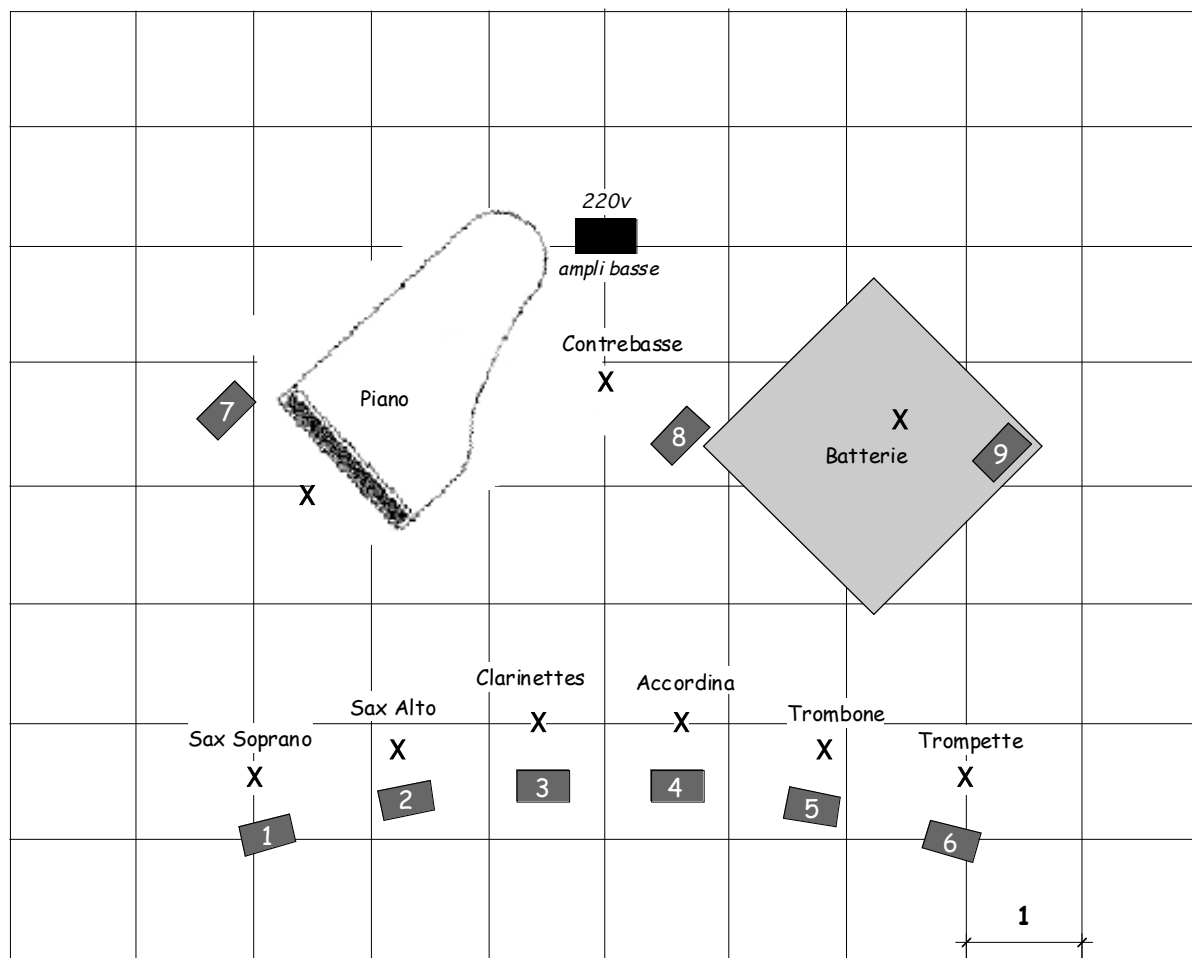 220v
ampli basse
Contrebasse
X
Piano
7
8
X
Batterie
9
X
Clarinettes
Accordina
Sax Alto
Trombone
Sax Soprano
Trompette
X
X
X
X
X
X
1
2
3
4
5
6
1